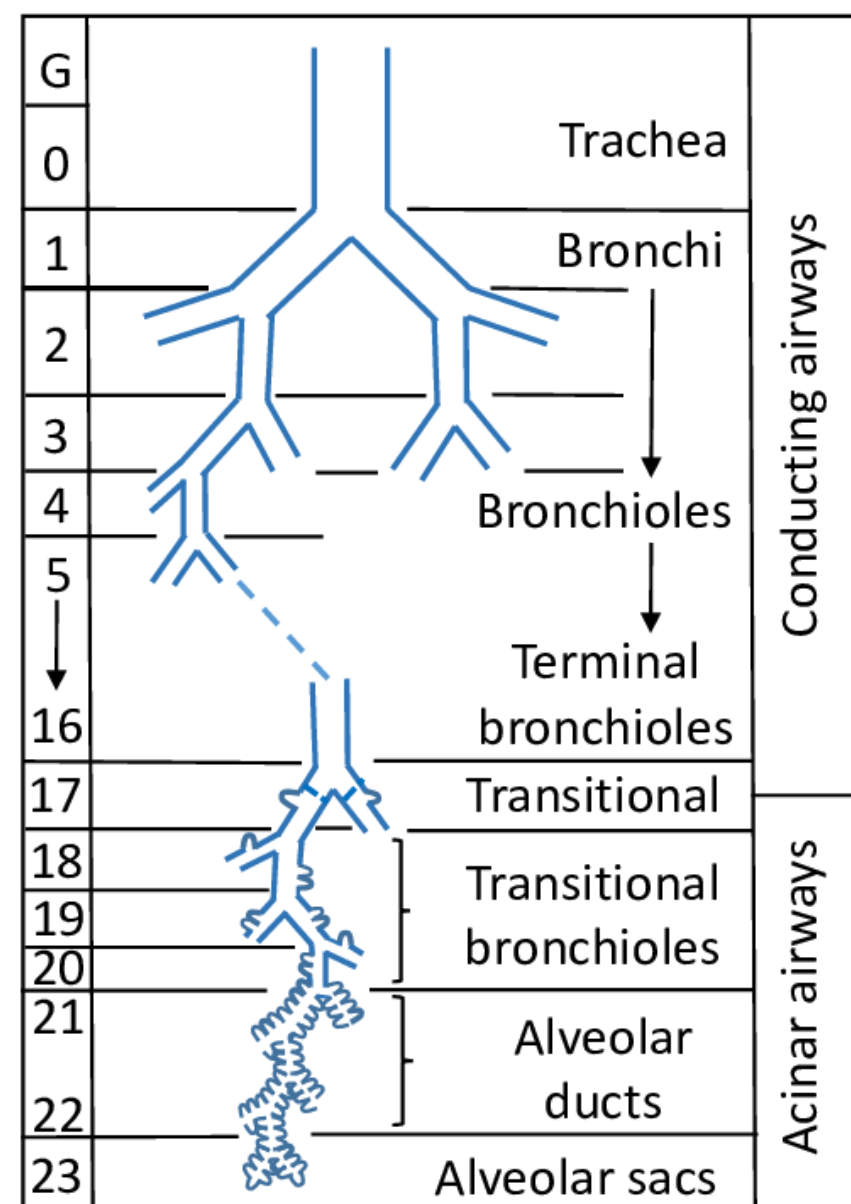 G
0
Trachea
1
Bronchi
2
3
4
Bronchioles
5
Terminal
bronchioles
16
17
Transitional
18
Transitional
bronchioles
19
20
21
Alveolar
ducts
22
23
Alveolar sacs
Conducting airways
Acinar airways